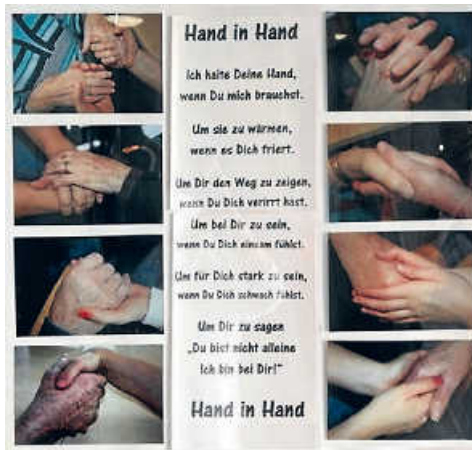 Hand in Hand
Ich halte Deine Hand,
wenn Du mich brauchst.
Um sie zu wärmen,
wenn es Dich friert.
Um Dir den Weg zu zeigen,
wenn Du Dich verirrt hast.
Um bei Dir zu sein,
wenn Du Dich einsam fühlst.
Um für Dich stark zu sein,
wenn Du Dich schwach fühlst.
Um Dir zu sagen
„Du bist nicht alleine
Ich bin bei Dir!"
Hand in Hand